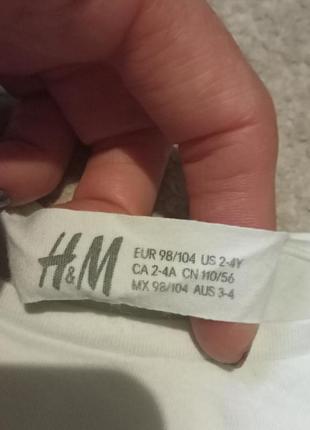 H&M
EUR 98/104 US 2-4Y
CA 2-4A CN 110/56
MX 98/104 AUS 3-4